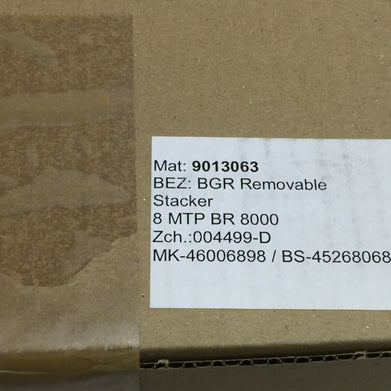 Mat: 9013063
BEZ: BGR Removable
Stacker
8 MTP BR 8000
Zch.:004499-D
MK-46006898 / BS-45268068